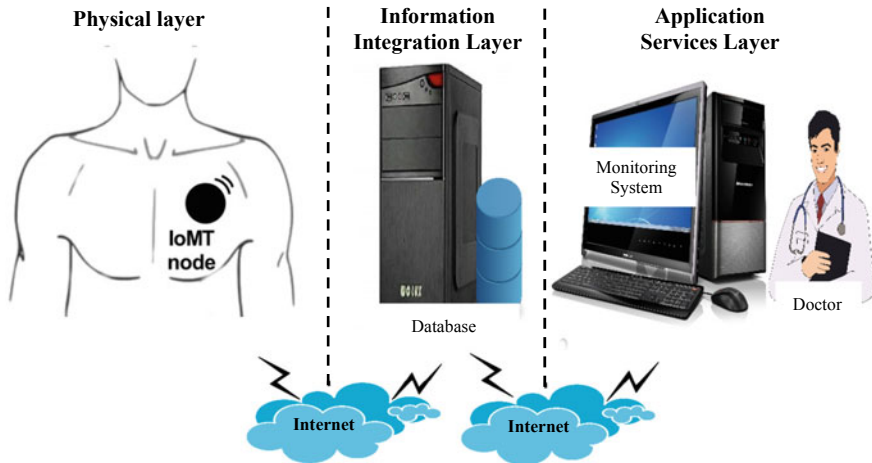 Physical layer
Information
Integration Layer
Application
Services Layer
IoMT
node
Monitoring
System
Database
Doctor
Internet
Internet